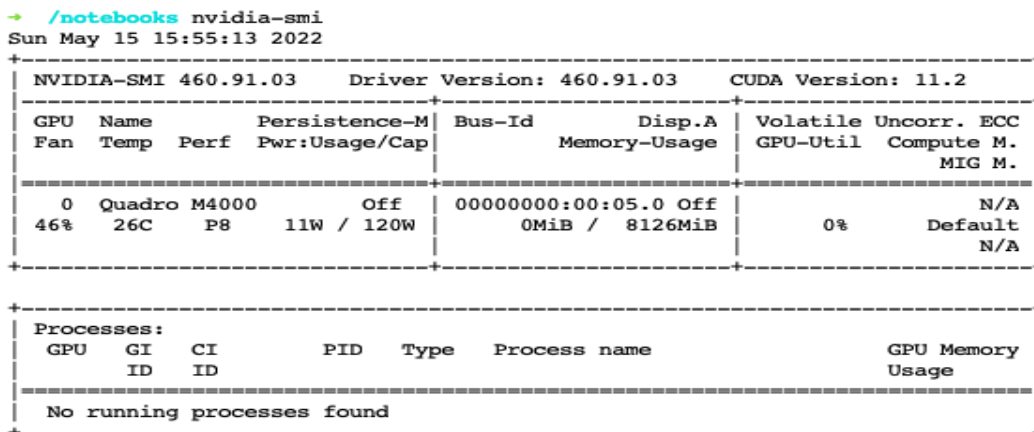 → /notebooks nvidia-smi
Sun May 15 15:55:13 2022
NVIDIA-SMI 460.91.03 Driver Version: 460.91.03 CUDA Version: 11.2
GPU Name Persistence-M| Bus-Id Disp.A | Volatile Uncorr. ECC
Fan Temp Perf Pwr:Usage/Cap| Memory-Usage | GPU-Util Compute M.
MIG M.
0 Quadro M4000 Off | 00000000:00:05.0 Off | N/A
46% 26C P8 11W / 120W | 0MiB / 8126MiB | 0% Default
N/A
Processes:
GPU GI CI PID Type Process name GPU Memory
ID ID Usage
No running processes found